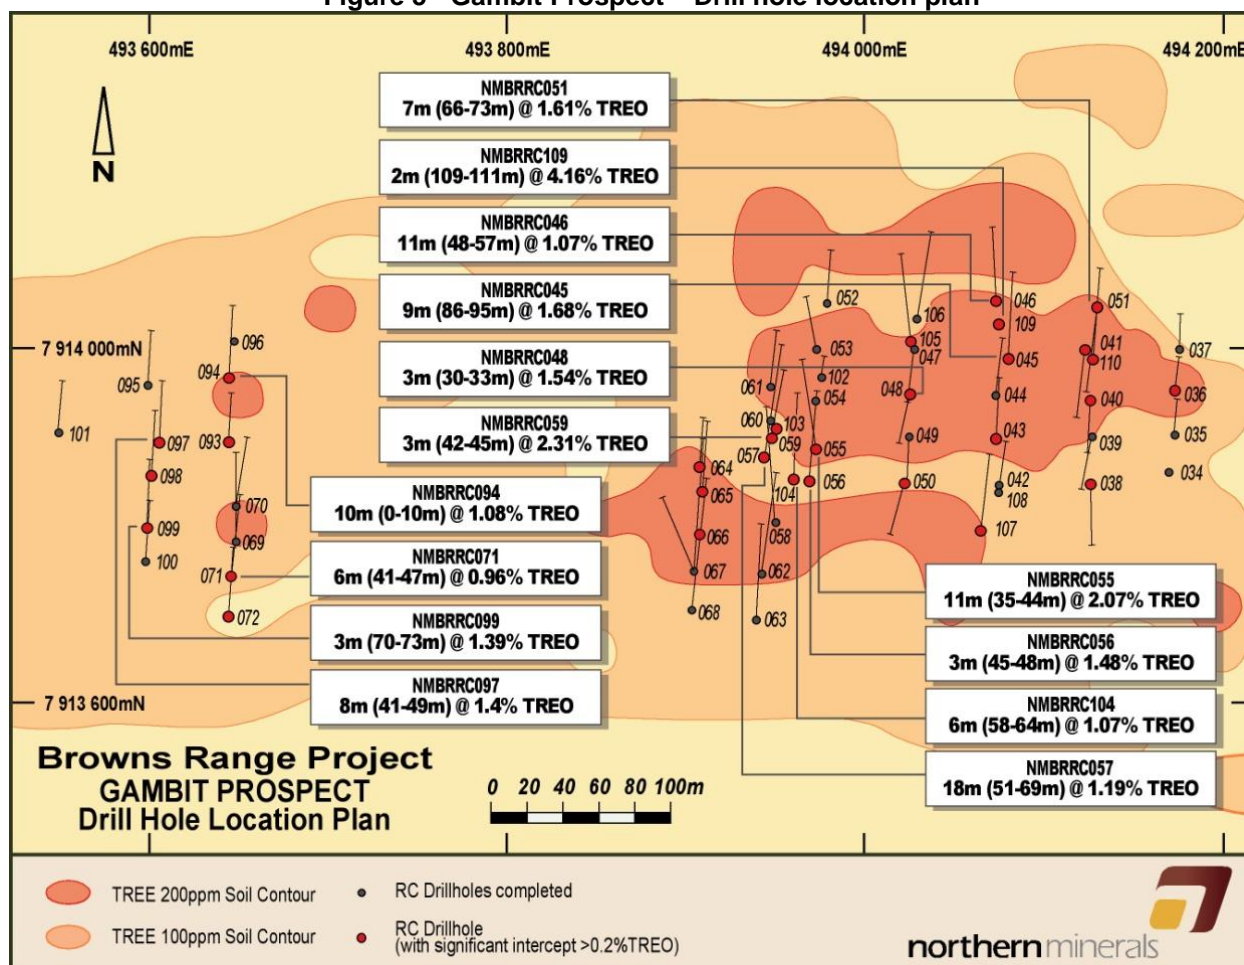 Figure - Gambit Prospect – Drill hole location plan
493 600mE
493 800mE
494 000mE
494 200mE
N
NMBRRC051
7m (66-73m) @ 1.61% TREO
NMBRRC109
2m (109-111m) @ 4.16% TREO
NMBRRC046
11m (48-57m) @ 1.07% TREO
NMBRRC045
9m (86-95m) @ 1.68% TREO
NMBRRC048
3m (30-33m) @ 1.54% TREO
NMBRRC059
3m (42-45m) @ 2.31% TREO
7 914 000mN
096
094
095
101
097
093
098
070
099
069
100
071
072
052
106
046
051
109
105
053
047
041
037
045
110
102
061
048
044
036
054
040
060
103
059
049
043
039
035
055
057
064
034
104
056
050
042
038
065
108
058
066
107
067
062
068
063
NMBRRC094
10m (0-10m) @ 1.08% TREO
NMBRRC071
6m (41-47m) @ 0.96% TREO
NMBRRC099
3m (70-73m) @ 1.39% TREO
NMBRRC097
8m (41-49m) @ 1.4% TREO
NMBRRC055
11m (35-44m) @ 2.07% TREO
NMBRRC056
3m (45-48m) @ 1.48% TREO
NMBRRC104
6m (58-64m) @ 1.07% TREO
NMBRRC057
18m (51-69m) @ 1.19% TREO
7 913 600mN
Browns Range Project
GAMBIT PROSPECT
Drill Hole Location Plan
0 20 40 60 80 100m
TREE 200ppm Soil Contour
RC Drillholes completed
TREE 100ppm Soil Contour
RC Drillhole
(with significant intercept >0.2%TREO)
northernminerals